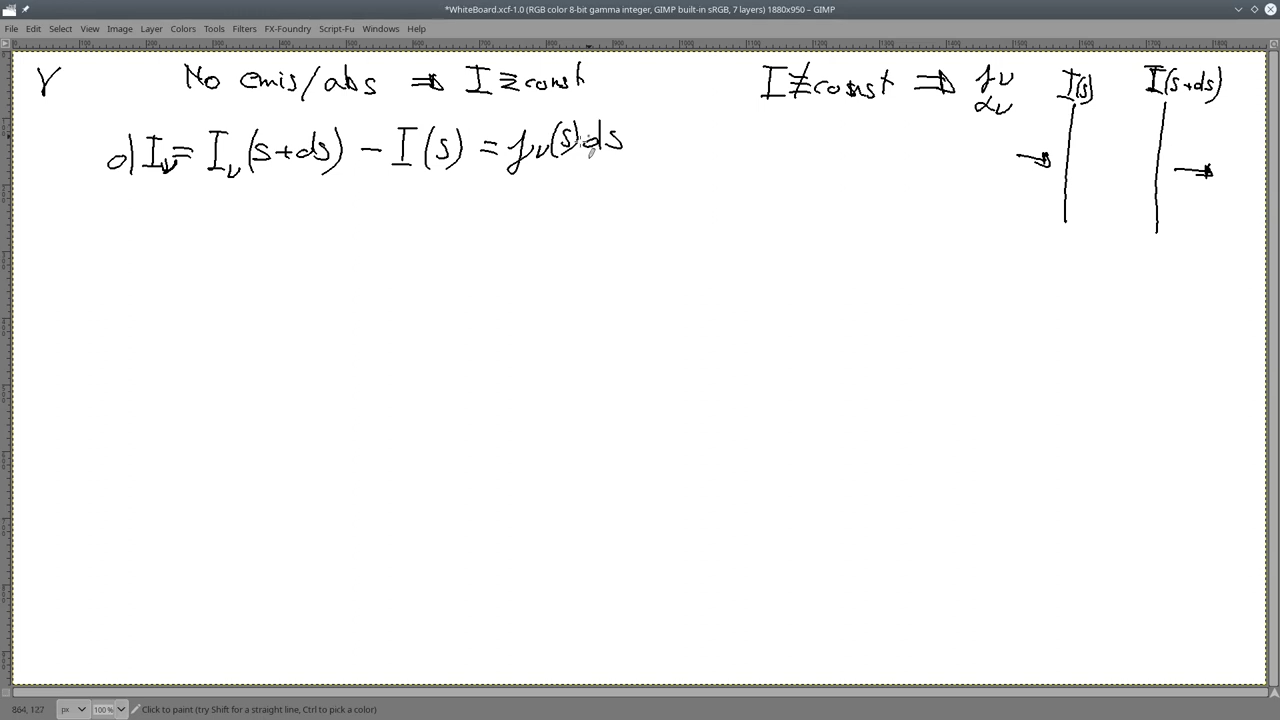 *WhiteBoard.xcf-1.0 (RGB color 8-bit gamma integer, GIMP built-in sRGB, 7 layers) 1880x950 – GIMP
File Edit Select View Image Layer Colors Tools Filters FX-Foundry Script-Fu Windows Help
γ No emis/abs ⇒ I ≡ const I ≢ const ⇒ jν αν I(s) I(s+ds)
dIν = Iν(s+ds) − I(s) = jν(s)·ds
864, 127 px 100 % Click to paint (try Shift for a straight line, Ctrl to pick a color)